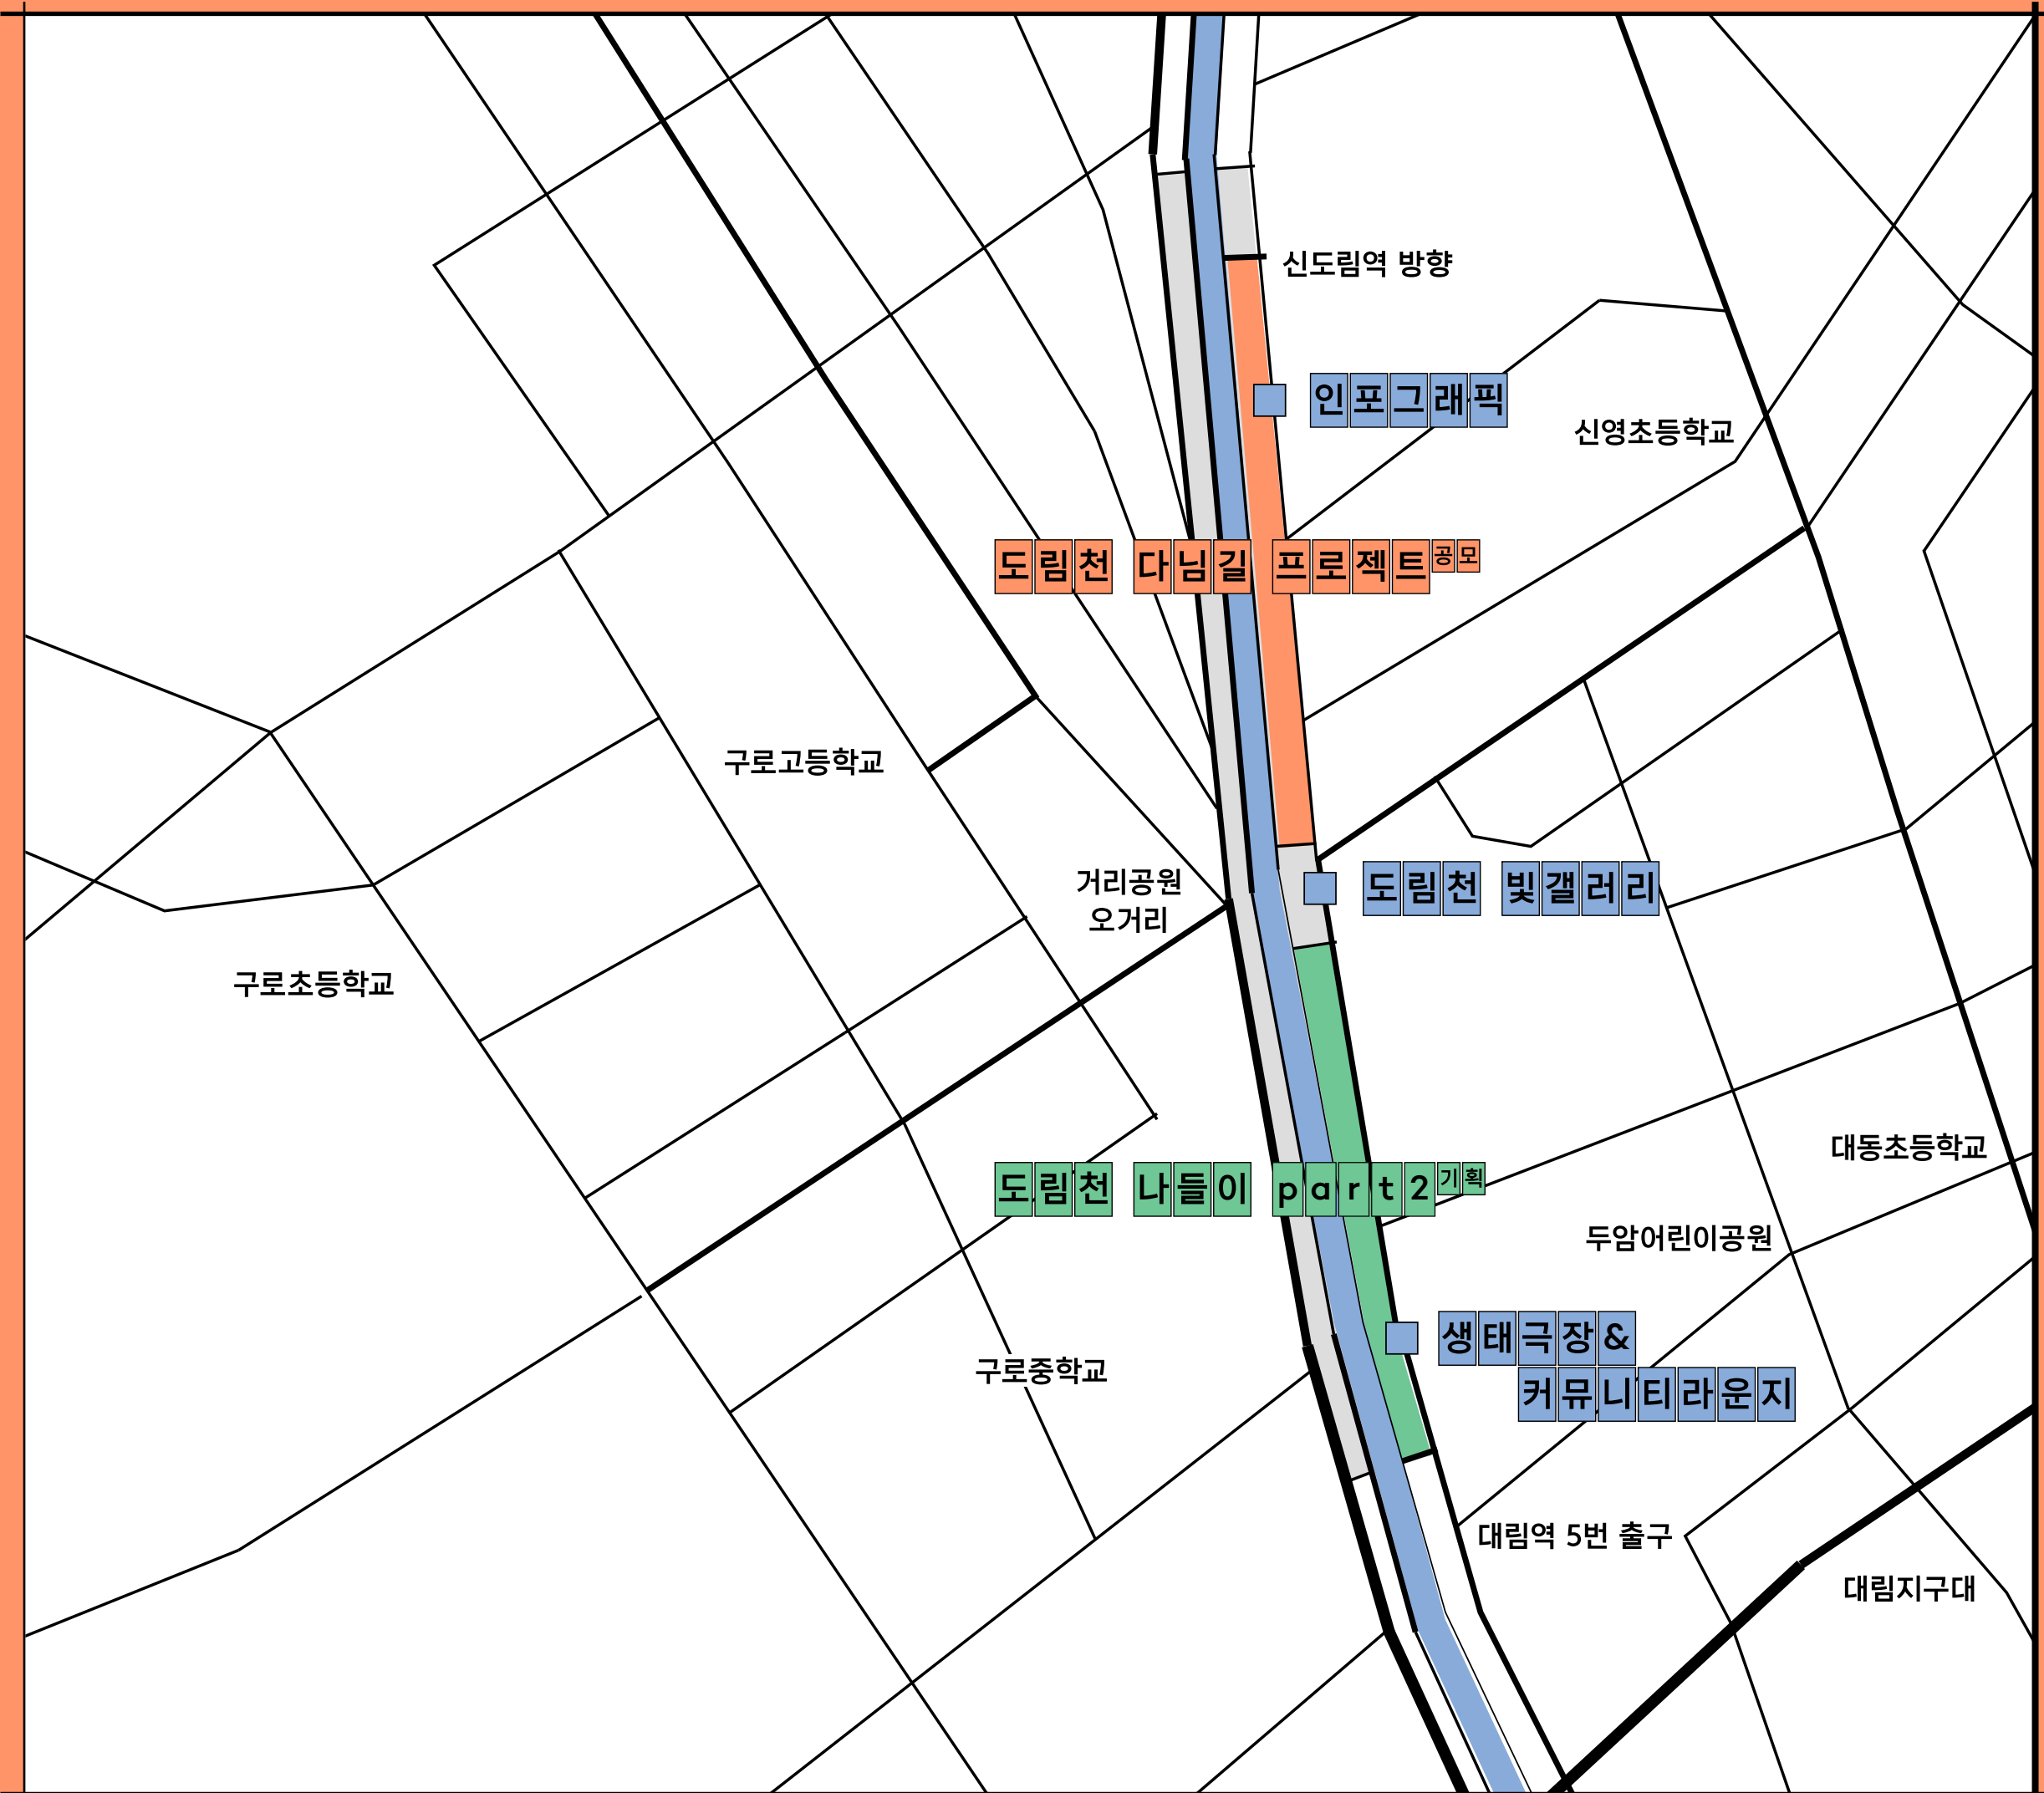 신도림역 방향
인포그래픽
신영초등학교
도림천 다님길 프로젝트공모
구로고등학교
거리공원
오거리
도림천 빛갤러리
구로초등학교
대동초등학교
도림천 나들이 part2기획
두암어린이공원
생태극장&
커뮤니티라운지
구로중학교
대림역 5번 출구
대림지구대